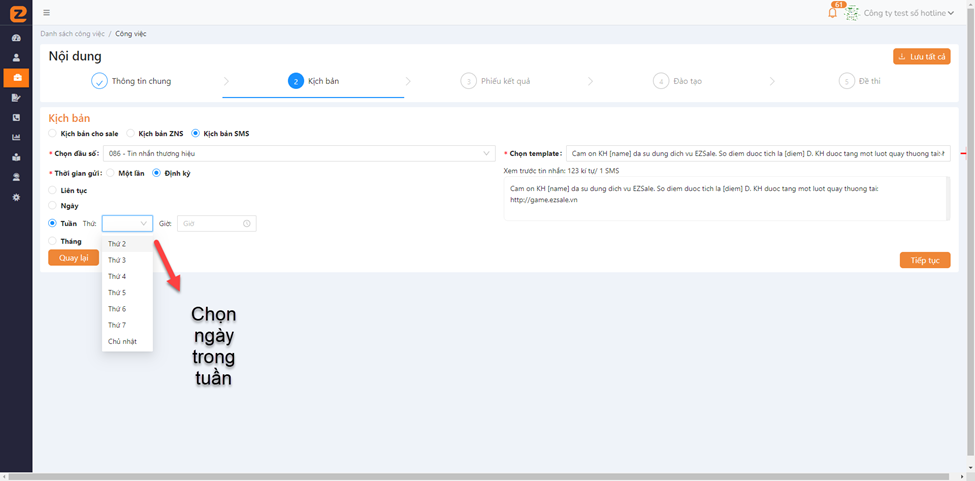 61
Công ty test số hotline
Danh sách công việc / Công việc
Nội dung
Lưu tất cả
Thông tin chung
2 Kịch bản
3 Phiếu kết quả
4 Đào tạo
5 Đề thi
Kịch bản
Kịch bản cho sale Kịch bản ZNS Kịch bản SMS
* Chọn đầu số: 086 - Tin nhắn thương hiệu
* Chọn template: Cam on KH [name] da su dung dich vu EZSale. So diem duoc tich la [diem] D. KH duoc tang mot luot quay thuong tai:
* Thời gian gửi: Một lần Định kỳ
Xem trước tin nhắn: 123 kí tự/ 1 SMS
Cam on KH [name] da su dung dich vu EZSale. So diem duoc tich la [diem] D. KH duoc tang mot luot quay thuong tai:
http://game.ezsale.vn
Liên tục
Ngày
Tuần Thứ: Giờ: Giờ
Tháng
Quay lại
Tiếp tục
Thứ 2
Thứ 3
Thứ 4
Thứ 5
Thứ 6
Thứ 7
Chủ nhật
Chọn
ngày
trong
tuần